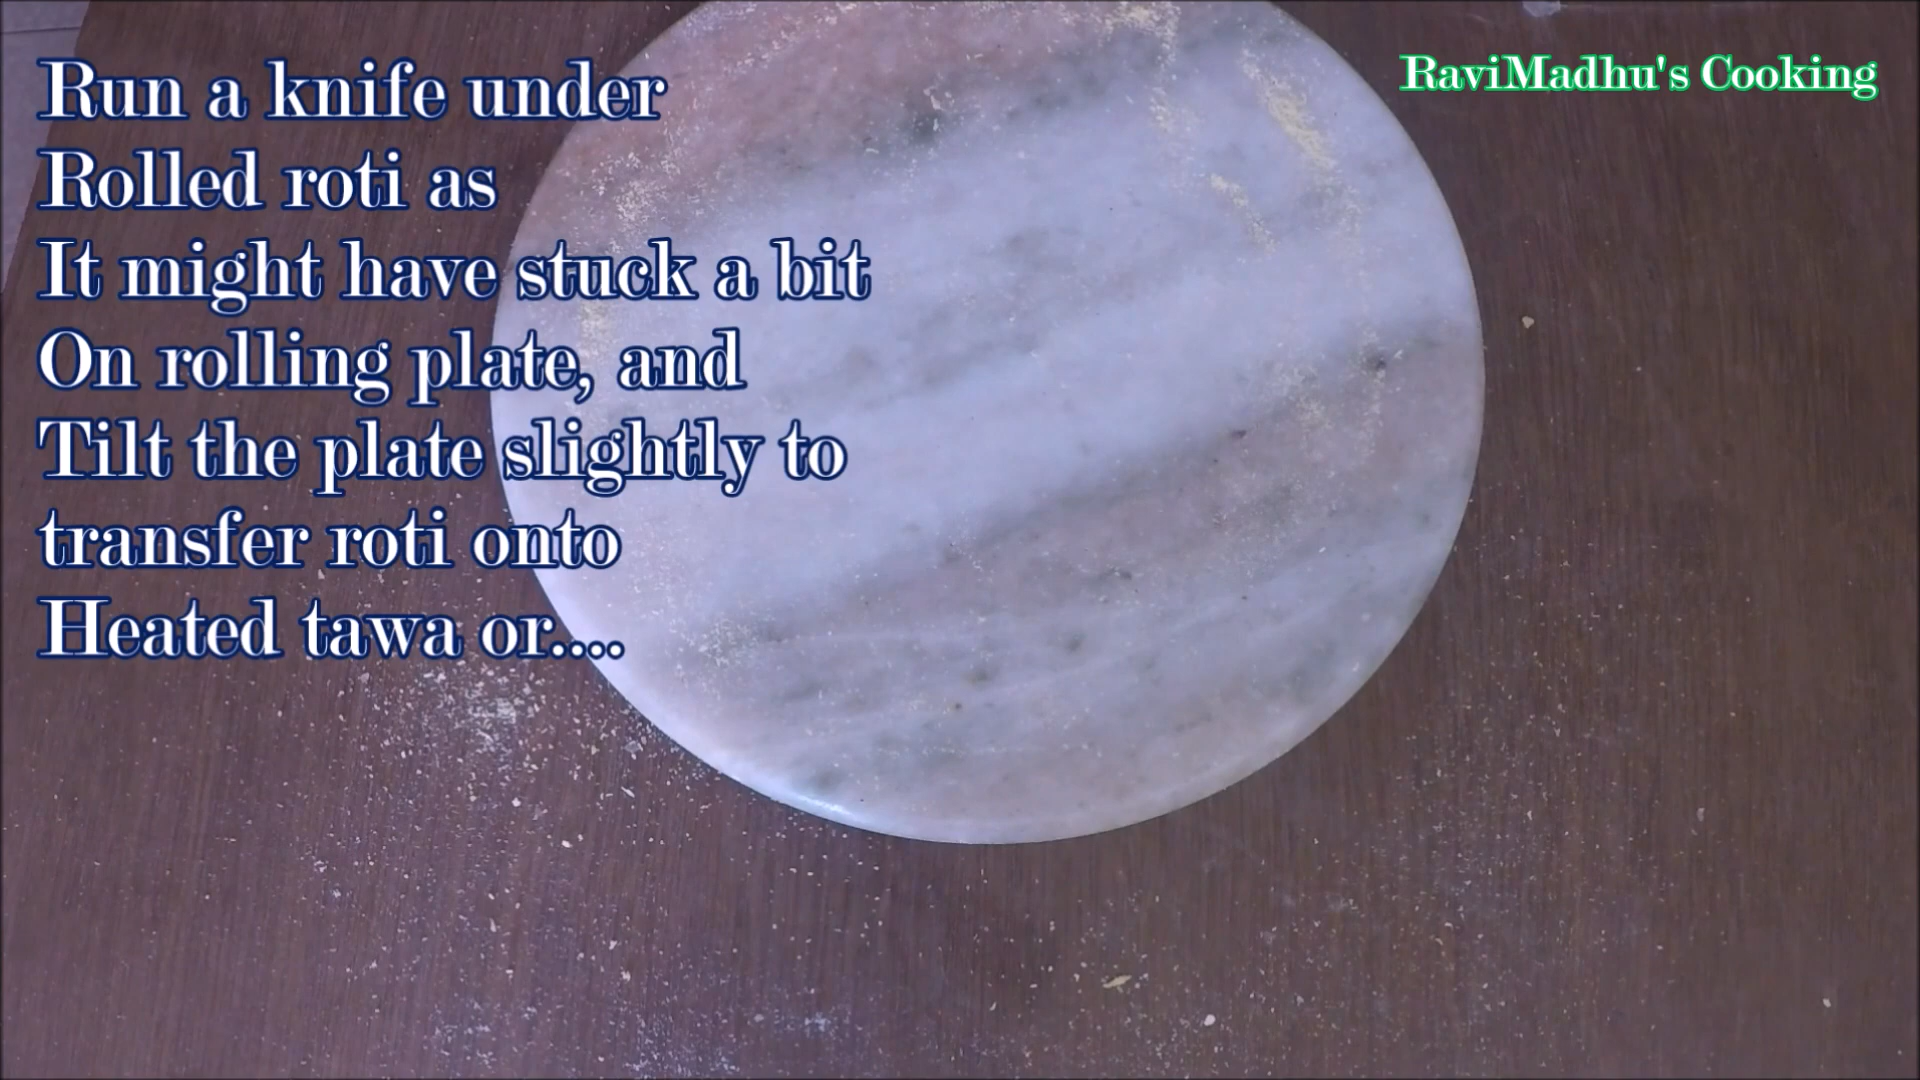 Run a knife under
Rolled roti as
It might have stuck a bit
On rolling plate, and
Tilt the plate slightly to
transfer roti onto
Heated tawa or....
RaviMadhu's Cooking